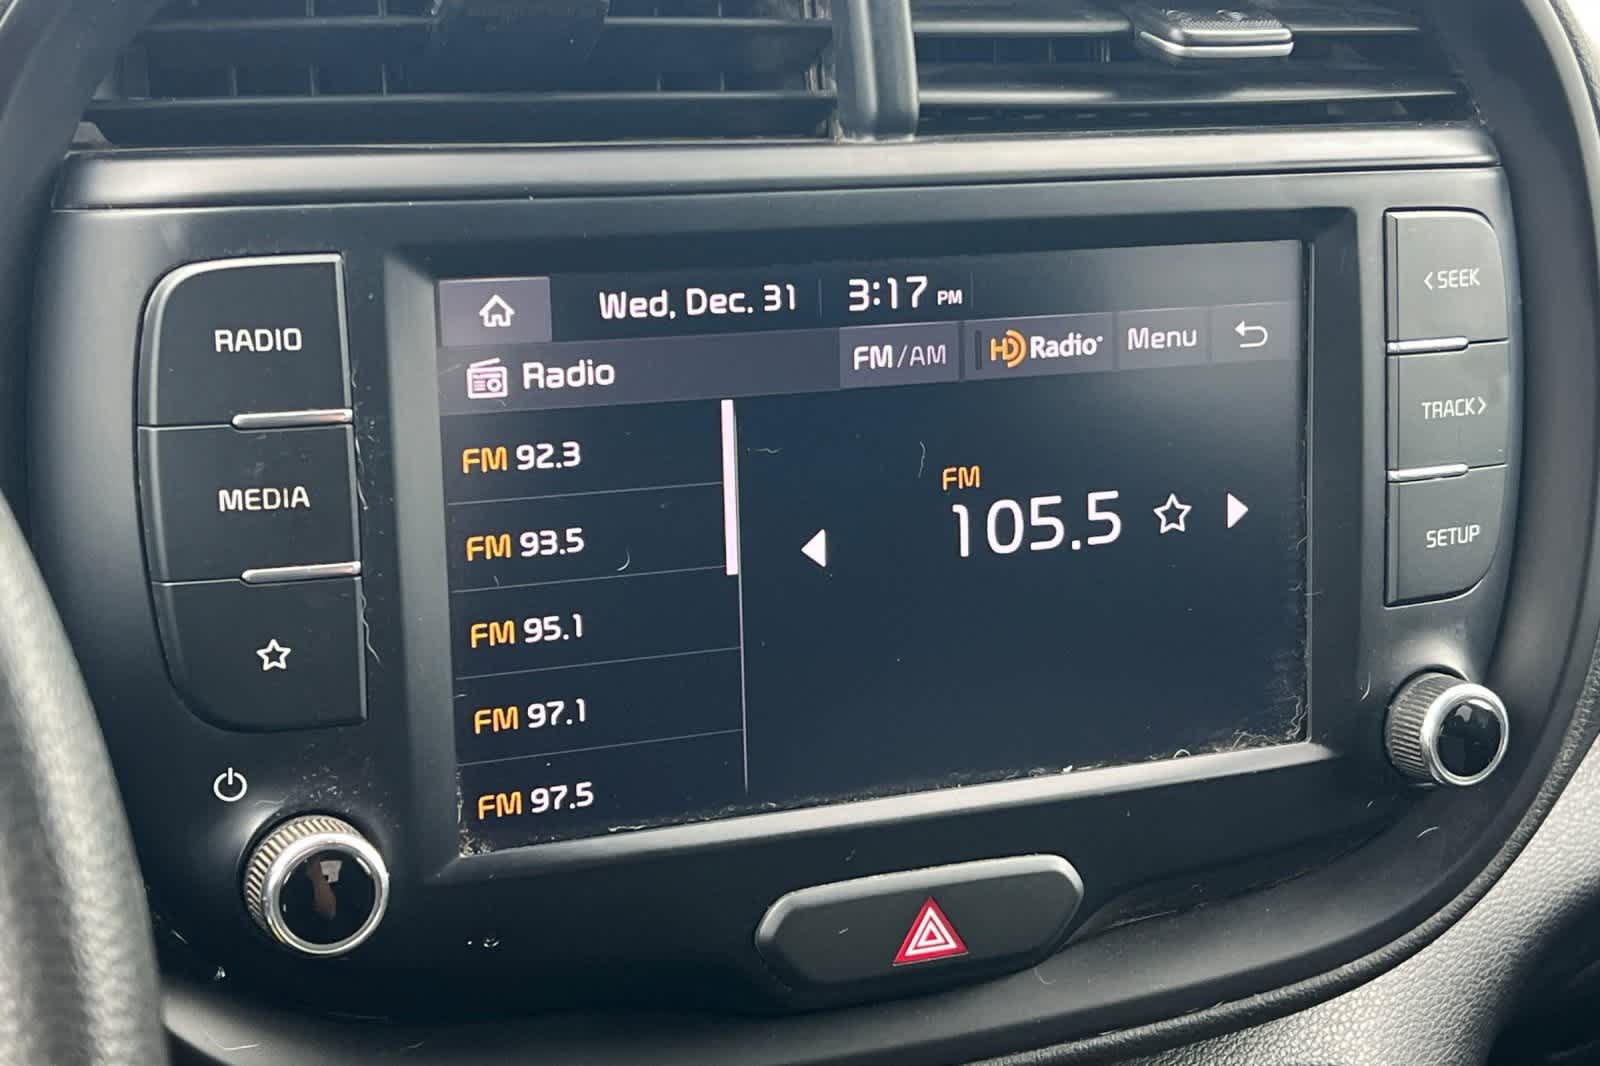 Wed, Dec. 31 3:17 PM
Radio FM/AM HD Radio Menu
FM 92.3
FM 93.5
FM 95.1
FM 97.1
FM 97.5
FM
105.5
RADIO
MEDIA
<SEEK
TRACK>
SETUP